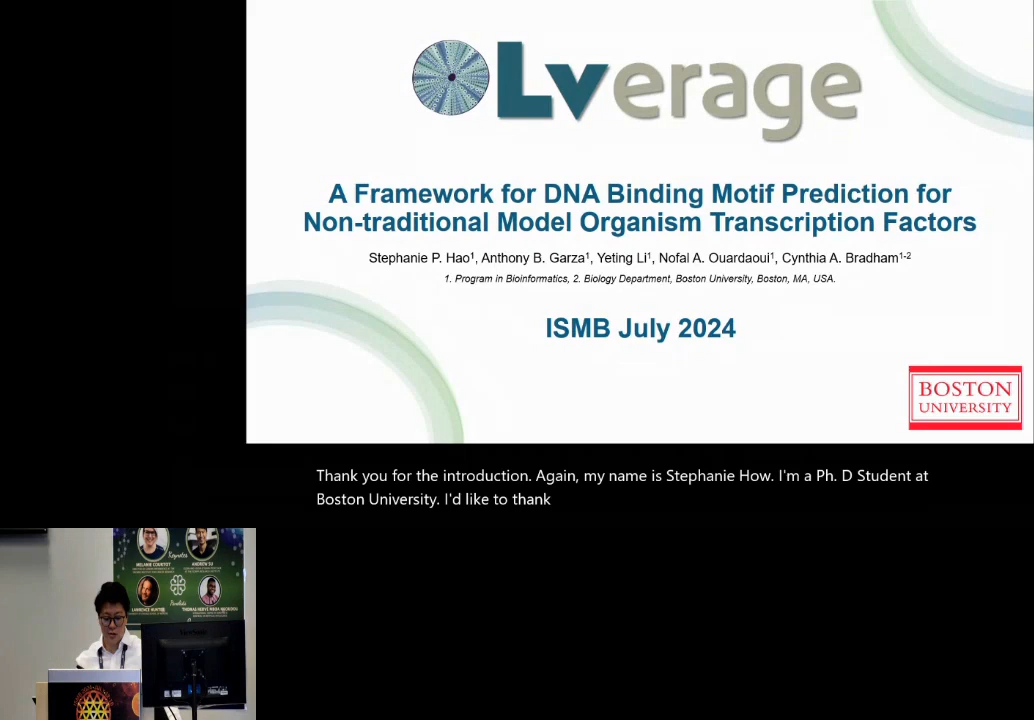 Lverage
A Framework for DNA Binding Motif Prediction for
Non-traditional Model Organism Transcription Factors
Stephanie P. Hao¹, Anthony B. Garza¹, Yeting Li¹, Nofal A. Ouardaoui¹, Cynthia A. Bradham¹-²
1. Program in Bioinformatics, 2. Biology Department, Boston University, Boston, MA, USA.
ISMB July 2024
BOSTON
UNIVERSITY
Thank you for the introduction. Again, my name is Stephanie How. I'm a Ph. D Student at
Boston University. I'd like to thank
Keynotes
MELANIE COURTOT
ANDREW SU
LAWRENCE HUNTER
Panelists